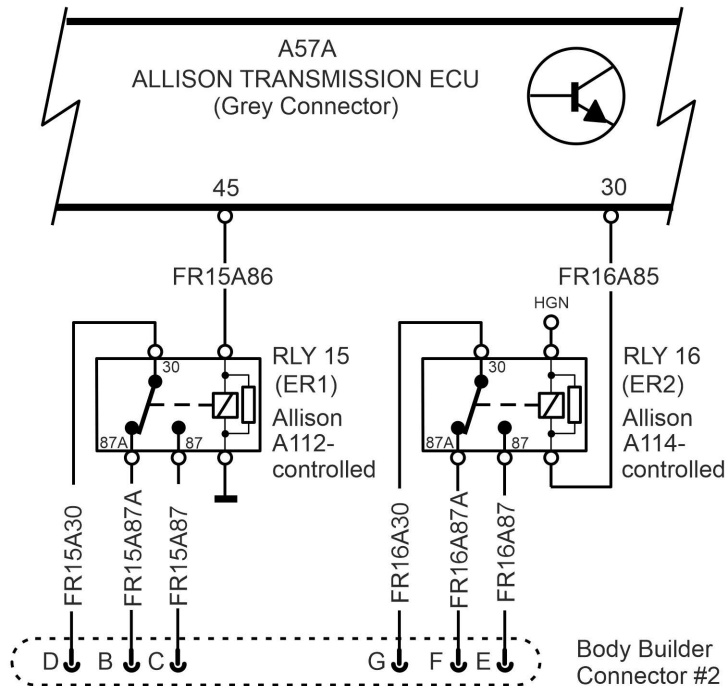 A57A
ALLISON TRANSMISSION ECU
(Grey Connector)
45
30
FR15A86
FR16A85
HGN
30
87A
87
RLY 15
(ER1)
Allison
A112-
controlled
30
87A
87
RLY 16
(ER2)
Allison
A114-
controlled
FR15A30
FR15A87A
FR15A87
FR16A30
FR16A87A
FR16A87
D
B
C
G
F
E
Body Builder
Connector #2